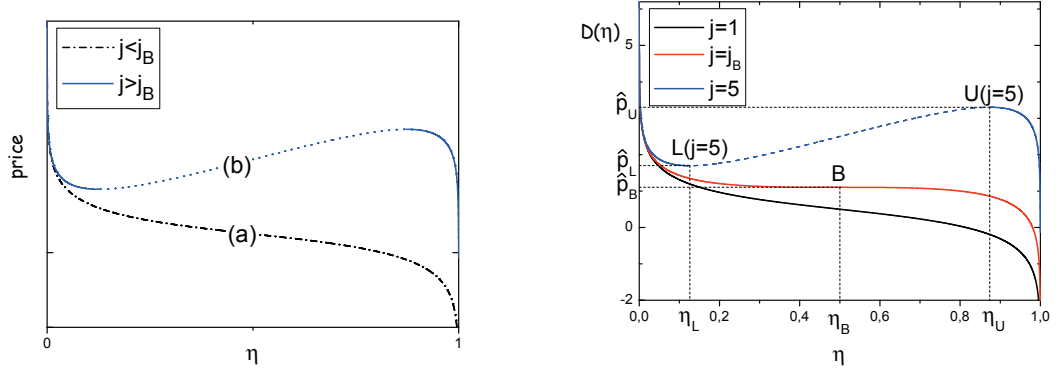 j<j_B
j>j_B
(b)
(a)
price
0
1
η
D(η)
j=1
j=j_B
j=5
U(j=5)
L(j=5)
B
5
0
-2
p̂_U
p̂_L
p̂_B
0,0
0,2
0,4
0,6
0,8
1,0
η_L
η_B
η_U
η